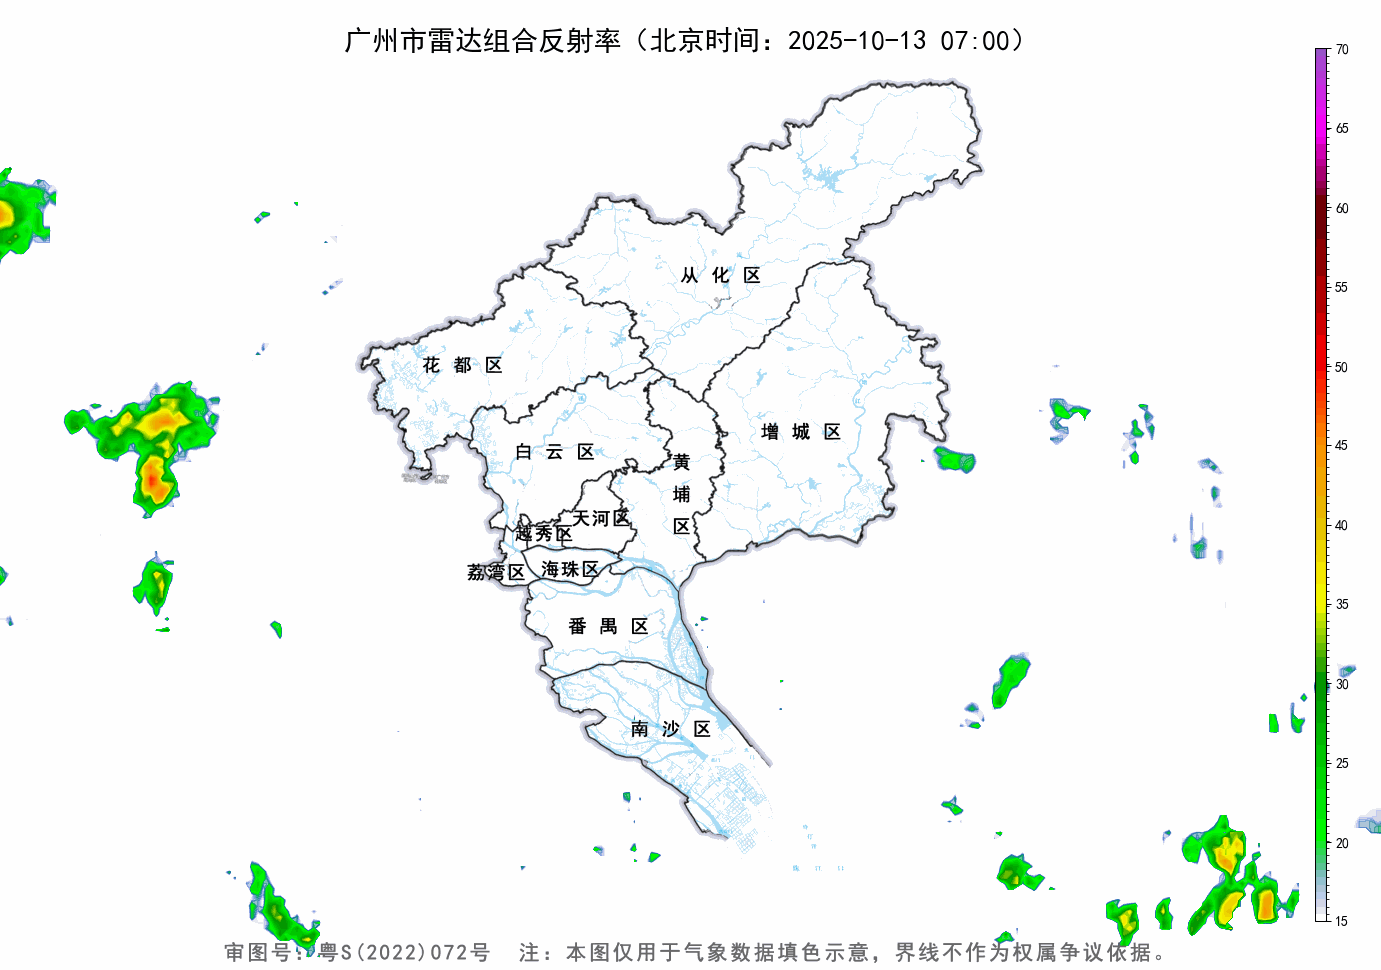 广州市雷达组合反射率（北京时间：2025-10-13 07:00）
70
65
60
55
50
45
40
35
30
25
20
15
从化区
花都区
增城区
白云区
黄埔区
天河区
越秀区
荔湾区
海珠区
番禺区
南沙区
审图号：粤S(2022)072号 注：本图仅用于气象数据填色示意，界线不作为权属争议依据。